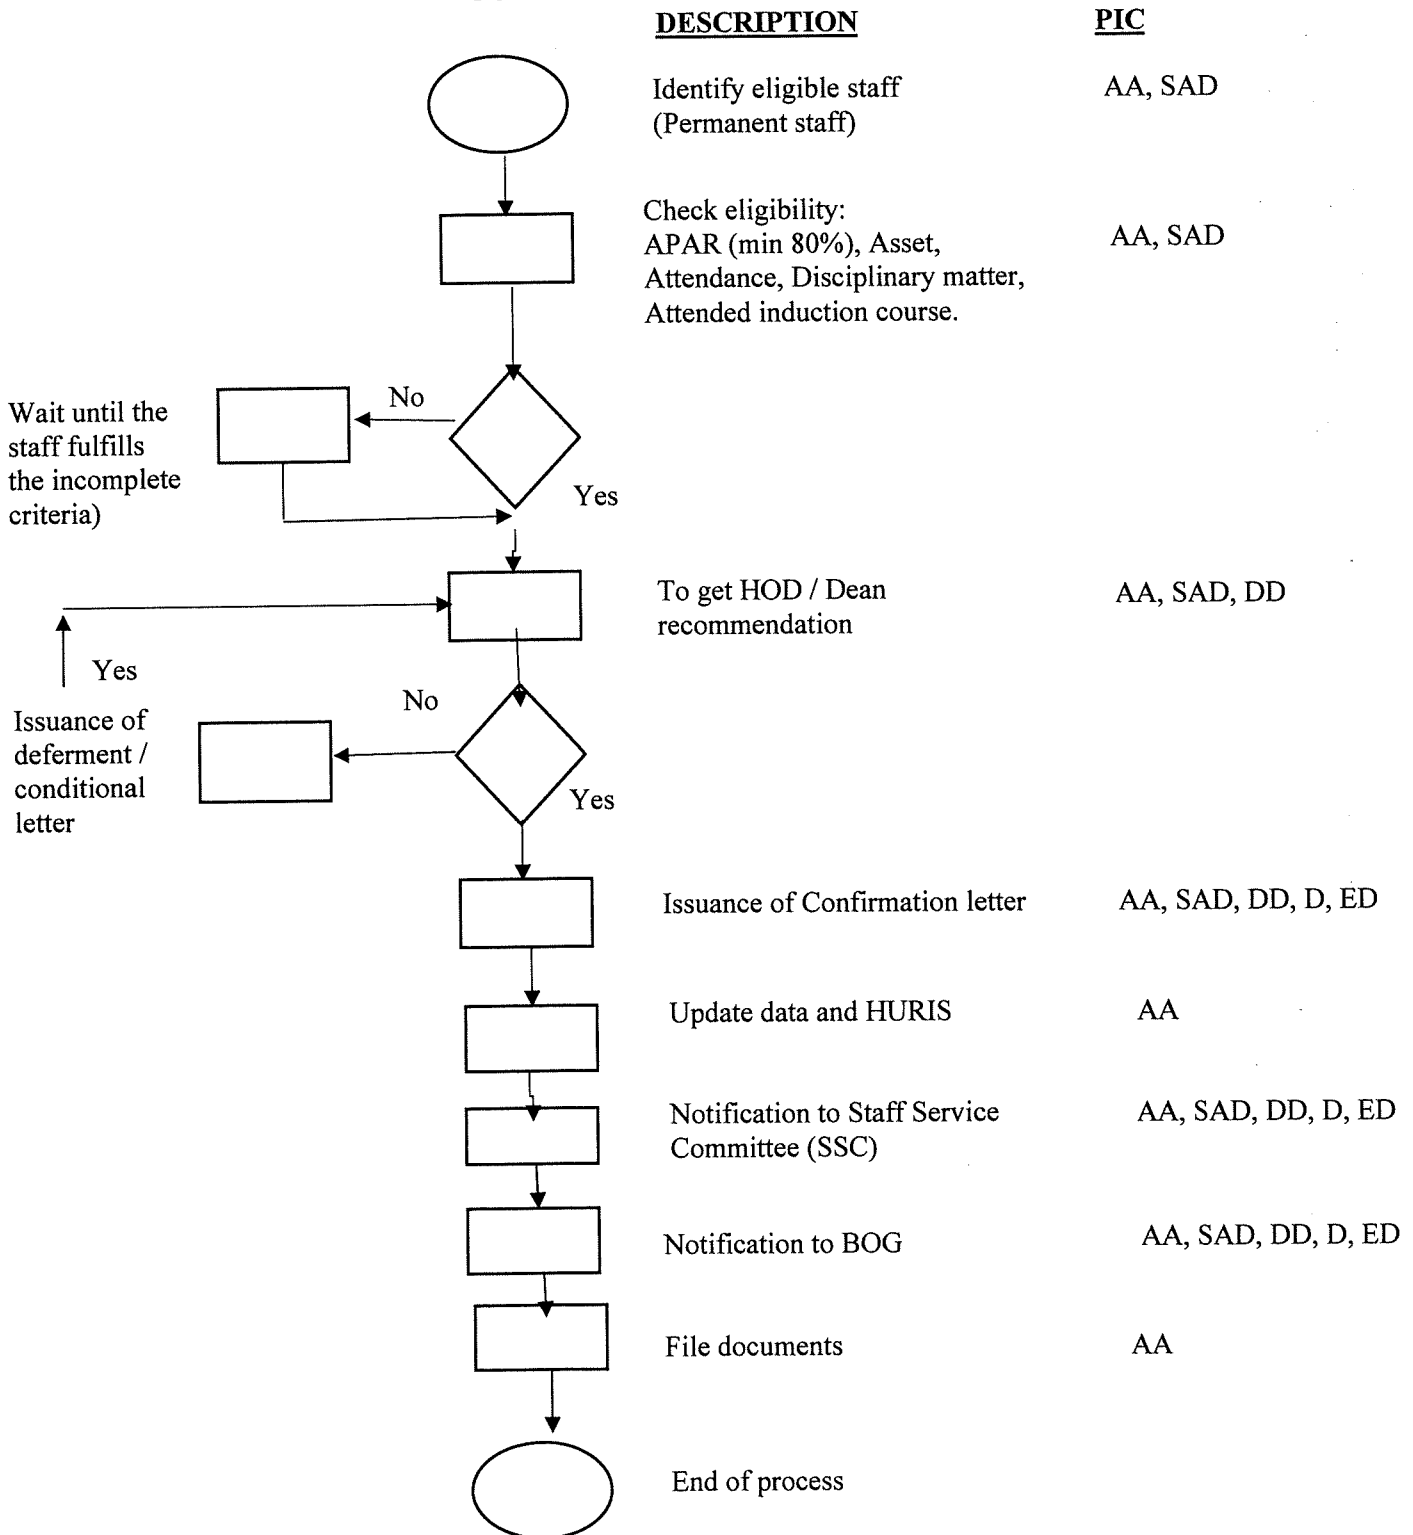 DESCRIPTION PIC
Identify eligible staff AA, SAD
(Permanent staff)
Check eligibility:
APAR (min 80%), Asset, AA, SAD
Attendance, Disciplinary matter,
Attended induction course.
No
Wait until the
staff fulfills
the incomplete
criteria)
Yes
To get HOD / Dean AA, SAD, DD
recommendation
Yes
No
Issuance of
deferment /
conditional
letter
Yes
Issuance of Confirmation letter AA, SAD, DD, D, ED
Update data and HURIS AA
Notification to Staff Service AA, SAD, DD, D, ED
Committee (SSC)
Notification to BOG AA, SAD, DD, D, ED
File documents AA
End of process